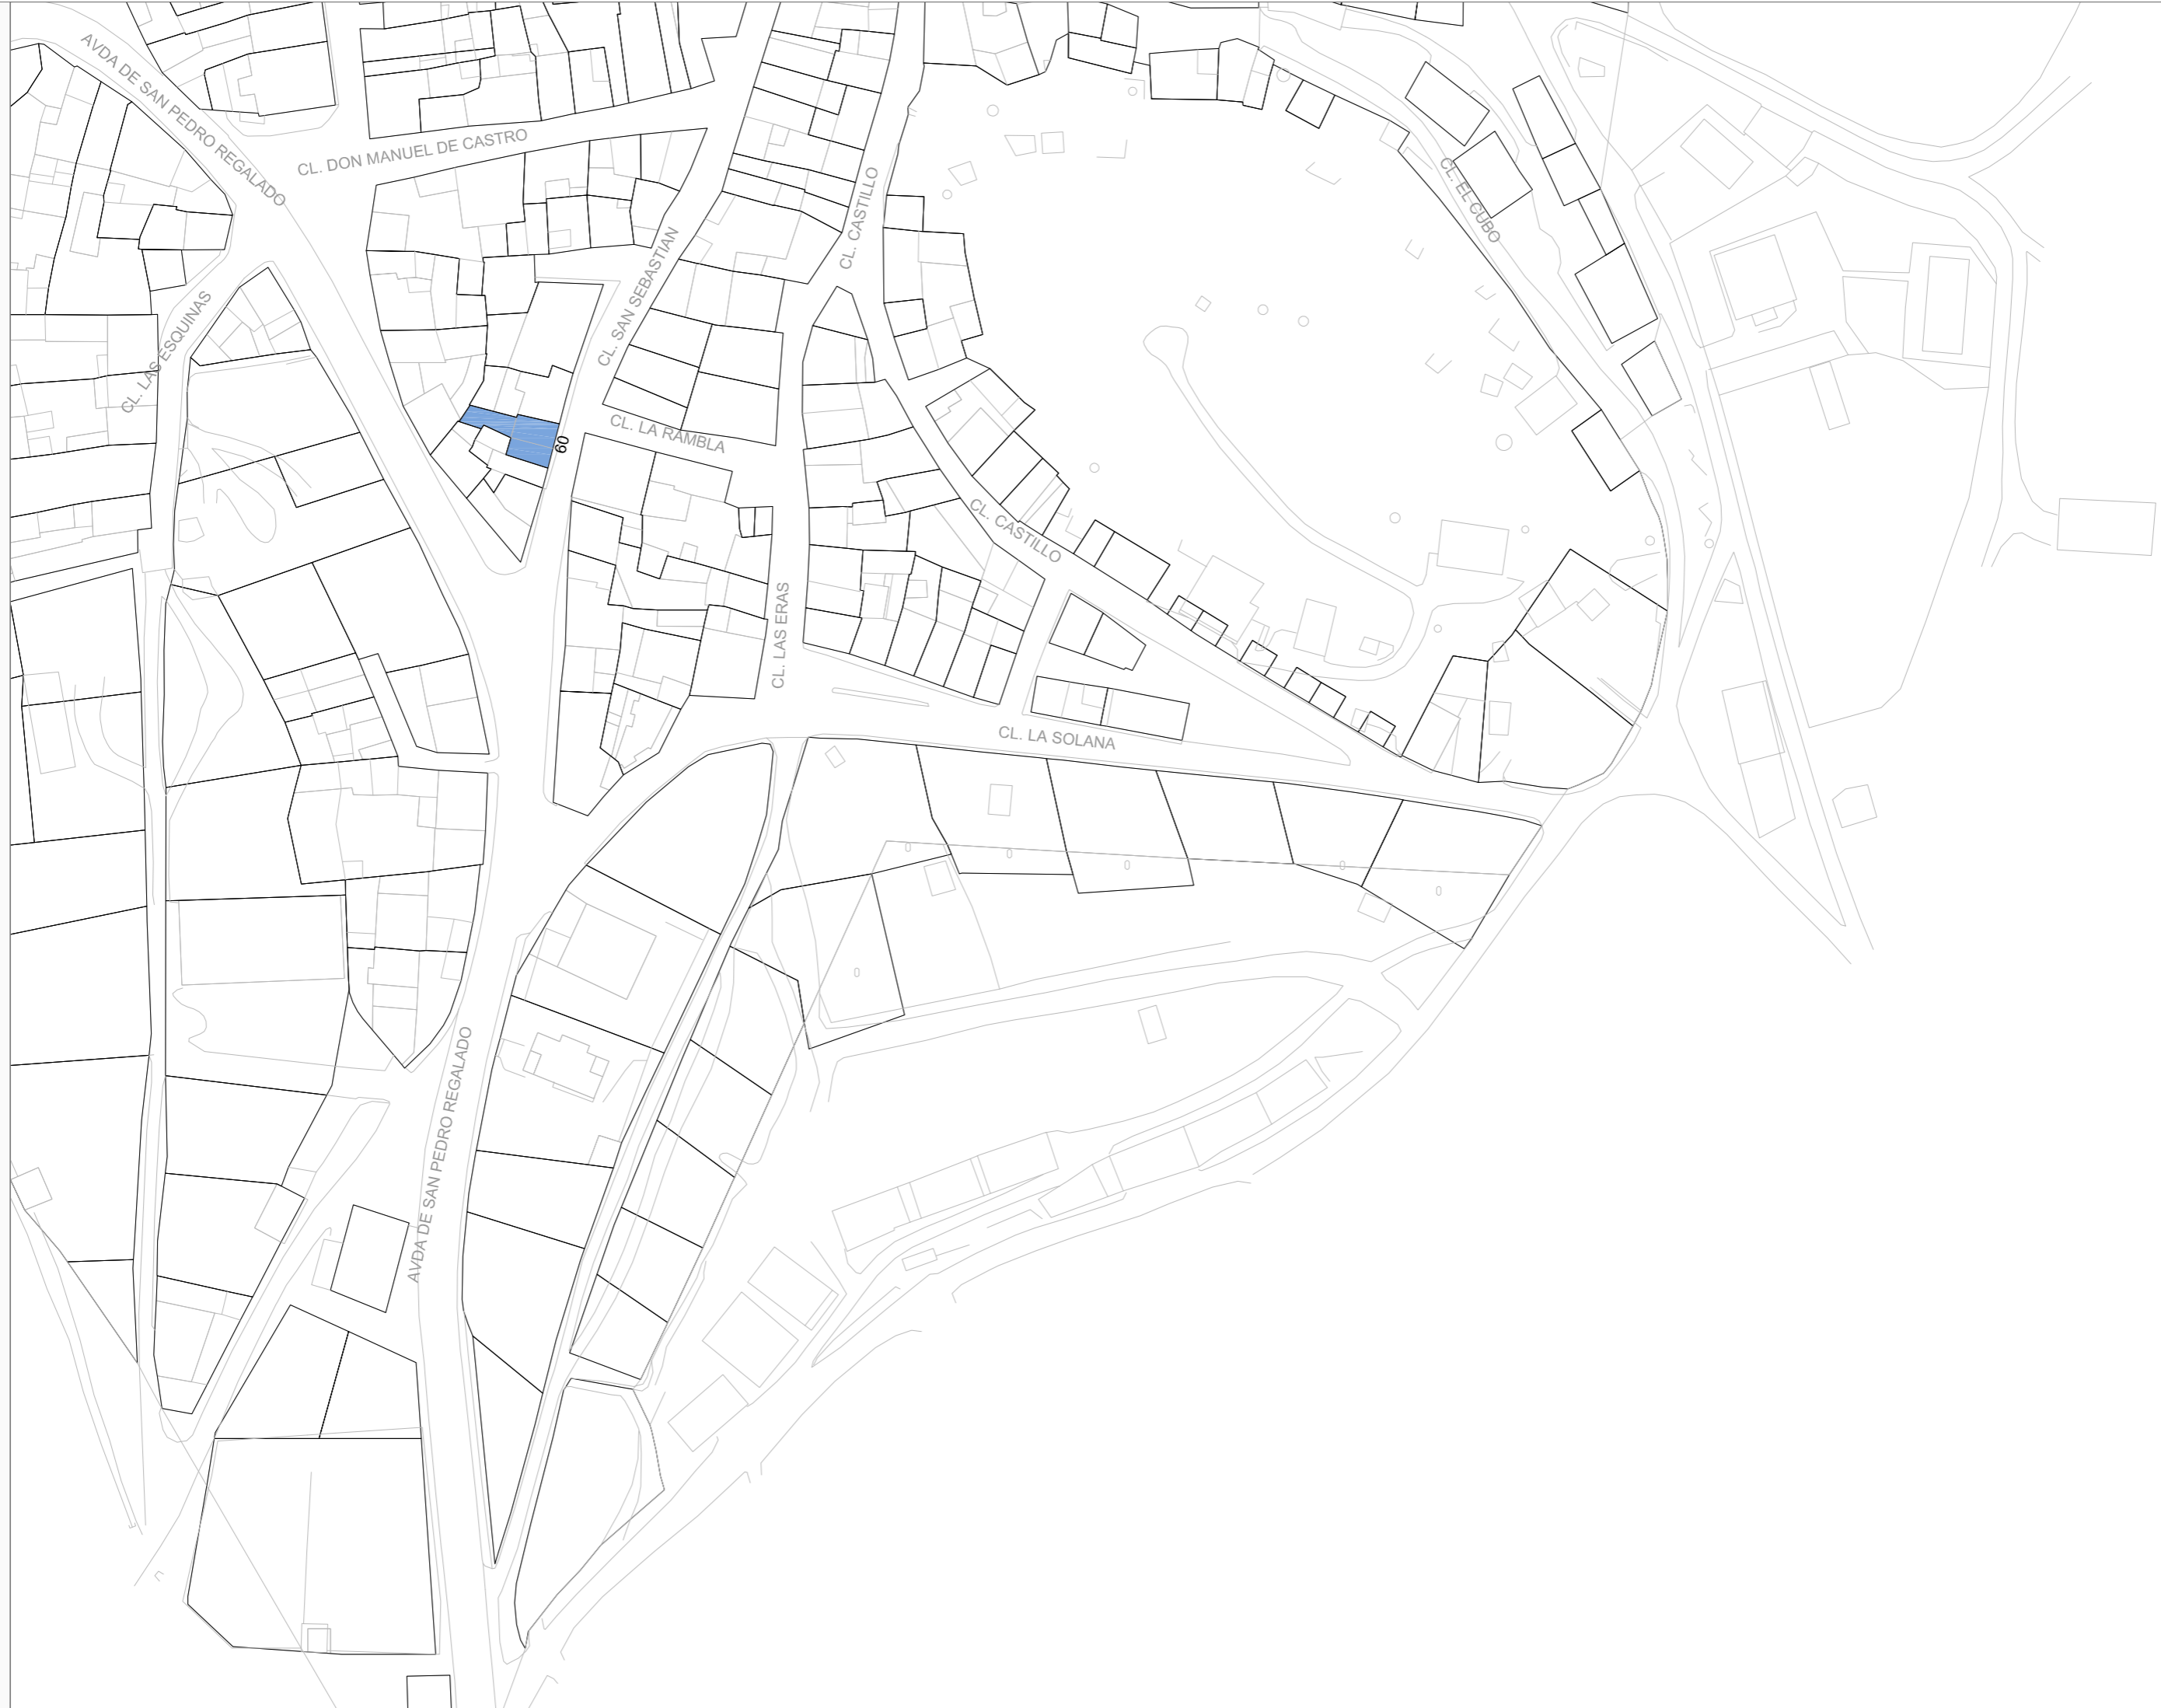 AVDA DE SAN PEDRO REGALADO
CL. DON MANUEL DE CASTRO
CL. CASTILLO
CL. EL CUBO
CL. SAN SEBASTIAN
CL. LAS ESQUINAS
CL. LA RAMBLA
60
CL. CASTILLO
CL. LAS ERAS
CL. LA SOLANA
AVDA DE SAN PEDRO REGALADO